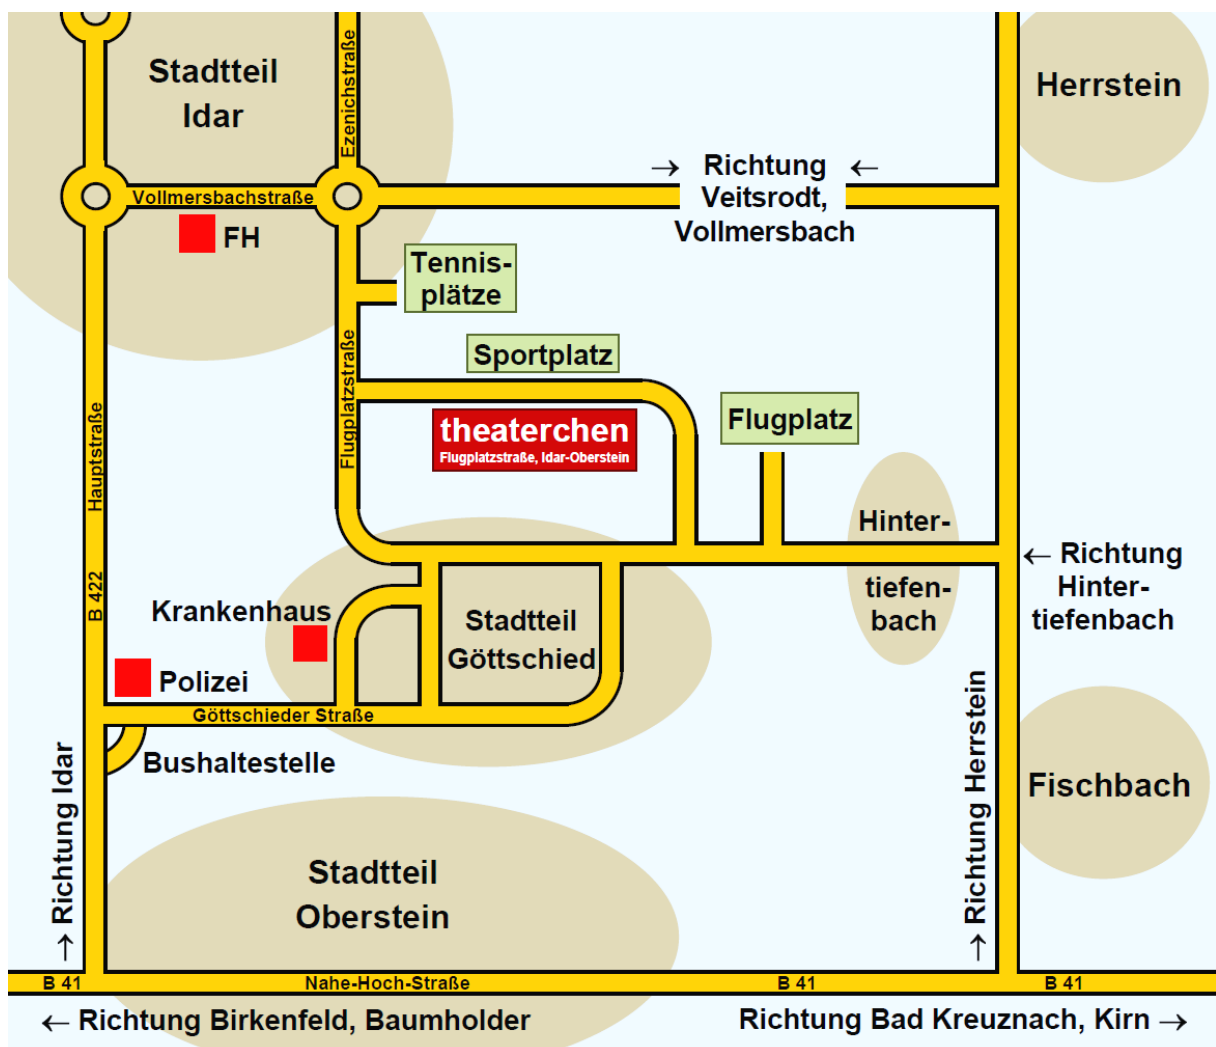 Stadtteil
Idar
Ezenichstraße
Herrstein
→ Richtung ←
Veitsrodt,
Vollmersbach
Vollmersbachstraße
FH
Tennis-
plätze
Sportplatz
Flugplatzstraße
theaterchen
Flugplatzstraße, Idar-Oberstein
Flugplatz
Hauptstraße
B 422
Hinter-
tiefen-
bach
← Richtung
Hinter-
tiefenbach
Krankenhaus
Stadtteil
Göttschied
Polizei
Göttschieder Straße
Bushaltestelle
→ Richtung Idar
→ Richtung Herrstein
Fischbach
Stadtteil
Oberstein
B 41
Nahe-Hoch-Straße
B 41
B 41
← Richtung Birkenfeld, Baumholder
Richtung Bad Kreuznach, Kirn →